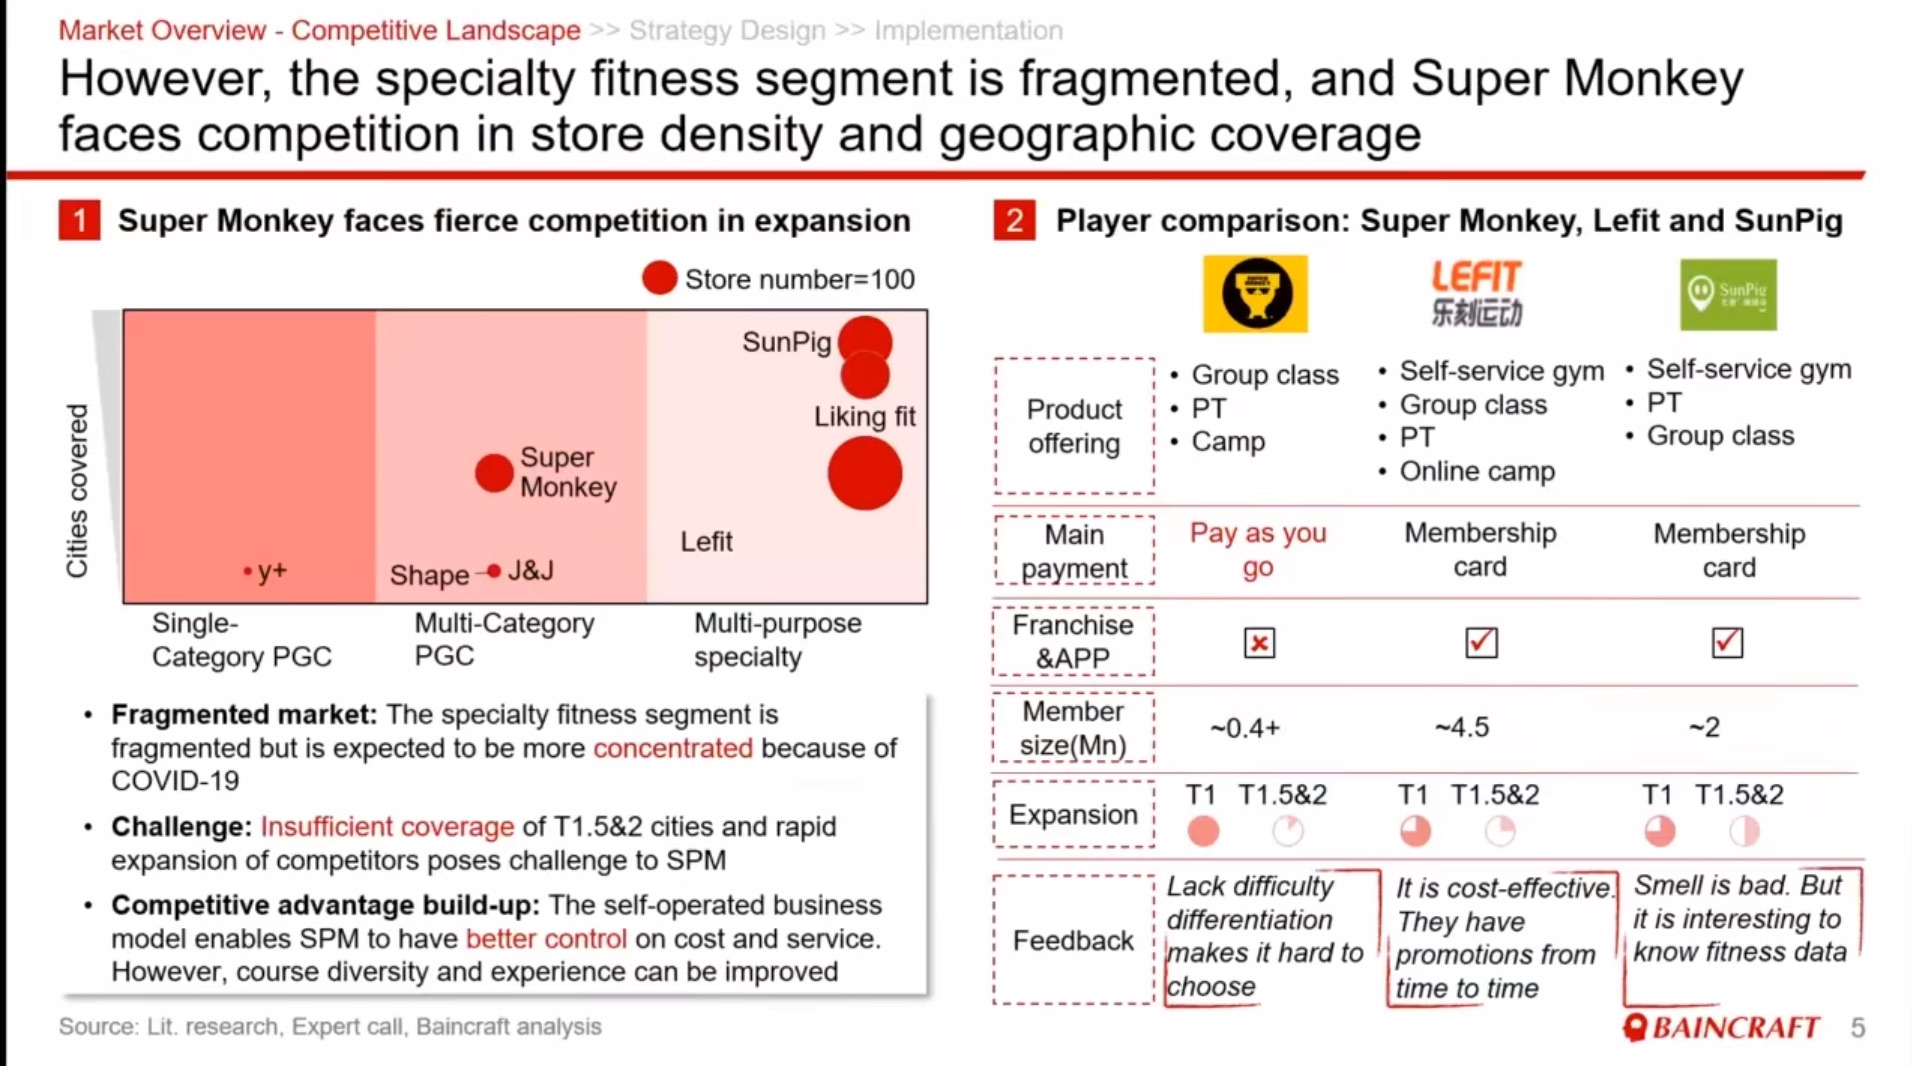 Market Overview - Competitive Landscape >> Strategy Design >> Implementation
However, the specialty fitness segment is fragmented, and Super Monkey
faces competition in store density and geographic coverage
1 Super Monkey faces fierce competition in expansion
Store number=100
Cities covered
SunPig
Liking fit
Super
Monkey
Lefit
y+
Shape
J&J
Single-
Category PGC
Multi-Category
PGC
Multi-purpose
specialty
• Fragmented market: The specialty fitness segment is
fragmented but is expected to be more concentrated because of
COVID-19
• Challenge: Insufficient coverage of T1.5&2 cities and rapid
expansion of competitors poses challenge to SPM
• Competitive advantage build-up: The self-operated business
model enables SPM to have better control on cost and service.
However, course diversity and experience can be improved
2 Player comparison: Super Monkey, Lefit and SunPig
LEFIT
乐刻运动
SunPig
Product
offering
• Group class
• PT
• Camp
• Self-service gym
• Group class
• PT
• Online camp
• Self-service gym
• PT
• Group class
Main
payment
Pay as you
go
Membership
card
Membership
card
Franchise
&APP
Member
size(Mn)
~0.4+
~4.5
~2
Expansion
T1 T1.5&2
T1 T1.5&2
T1 T1.5&2
Feedback
Lack difficulty
differentiation
makes it hard to
choose
It is cost-effective.
They have
promotions from
time to time
Smell is bad. But
it is interesting to
know fitness data
Source: Lit. research, Expert call, Baincraft analysis
BAINCRAFT 5